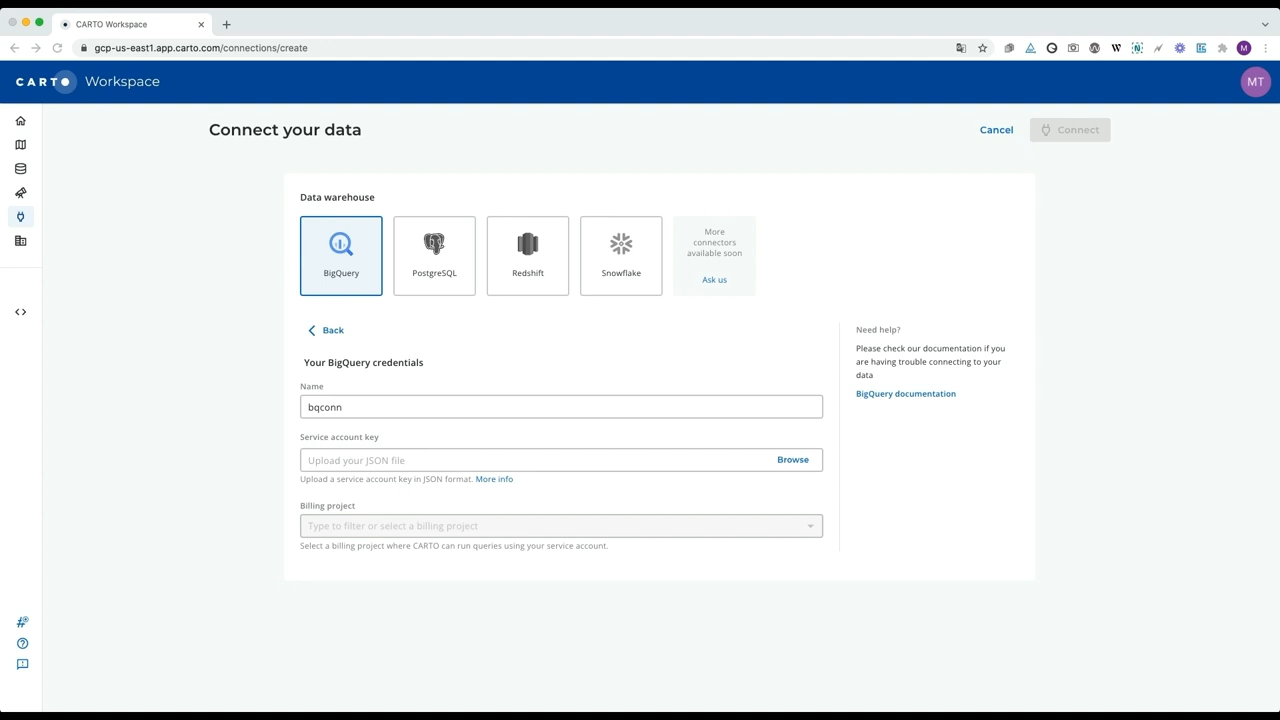 CARTO Workspace
gcp-us-east1.app.carto.com/connections/create
M
CARTO Workspace
MT
Connect your data
Cancel
Connect
Data warehouse
BigQuery
PostgreSQL
Redshift
Snowflake
More
connectors
available soon
Ask us
Back
Your BigQuery credentials
Name
bqconn
Service account key
Upload your JSON file
Browse
Upload a service account key in JSON format. More info
Billing project
Type to filter or select a billing project
Select a billing project where CARTO can run queries using your service account.
Need help?
Please check our documentation if you
are having trouble connecting to your
data
BigQuery documentation